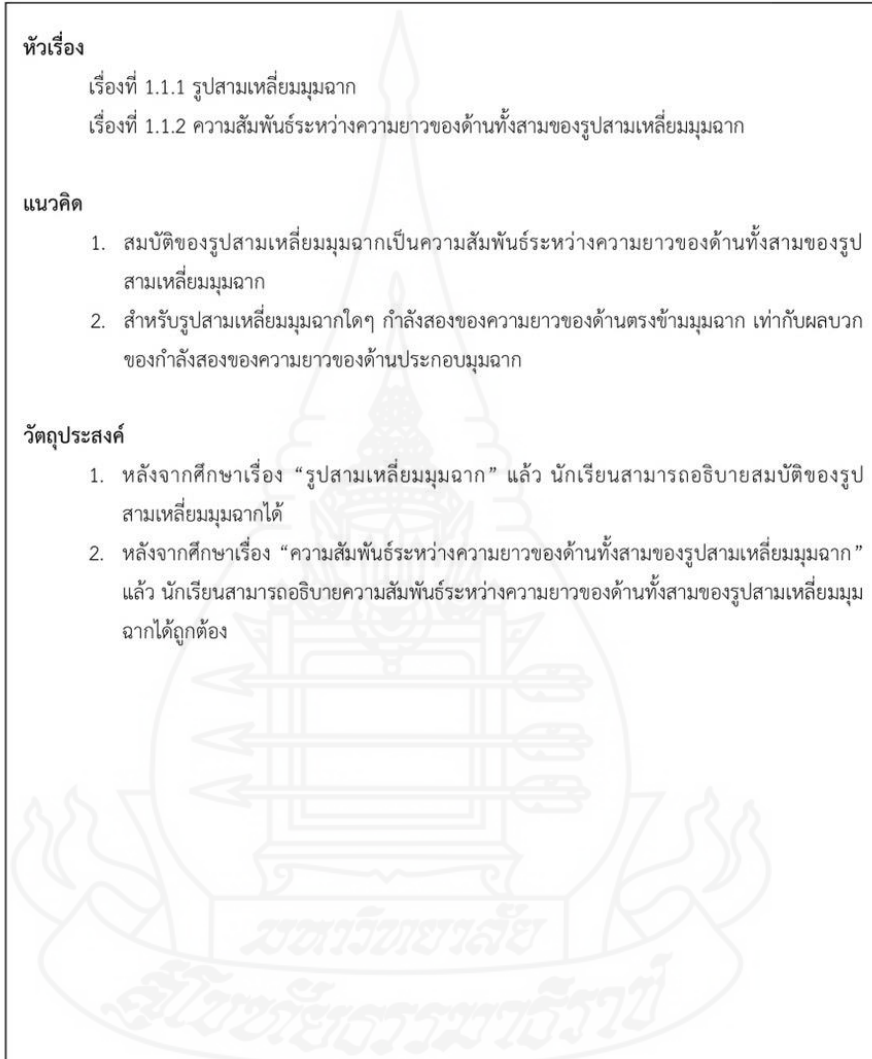 หัวเรื่อง
เรื่องที่ 1.1.1 รูปสามเหลี่ยมมุมฉาก
เรื่องที่ 1.1.2 ความสัมพันธ์ระหว่างความยาวของด้านทั้งสามของรูปสามเหลี่ยมมุมฉาก
แนวคิด
1. สมบัติของรูปสามเหลี่ยมมุมฉากเป็นความสัมพันธ์ระหว่างความยาวของด้านทั้งสามของรูป
สามเหลี่ยมมุมฉาก
2. สำหรับรูปสามเหลี่ยมมุมฉากใดๆ กำลังสองของความยาวของด้านตรงข้ามมุมฉาก เท่ากับผลบวก
ของกำลังสองของความยาวของด้านประกอบมุมฉาก
วัตถุประสงค์
1. หลังจากศึกษาเรื่อง “รูปสามเหลี่ยมมุมฉาก” แล้ว นักเรียนสามารถอธิบายสมบัติของรูป
สามเหลี่ยมมุมฉากได้
2. หลังจากศึกษาเรื่อง “ความสัมพันธ์ระหว่างความยาวของด้านทั้งสามของรูปสามเหลี่ยมมุมฉาก”
แล้ว นักเรียนสามารถอธิบายความสัมพันธ์ระหว่างความยาวของด้านทั้งสามของรูปสามเหลี่ยมมุม
ฉากได้ถูกต้อง
มหาวิทยาลัย
สุโขทัยธรรมาธิราช